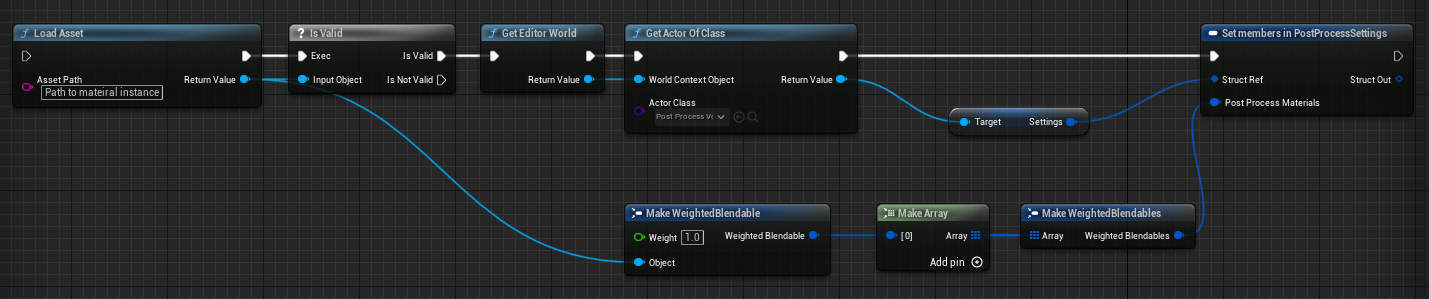 Load Asset
Asset Path
Path to mateiral instance
Return Value
Is Valid
Exec
Is Valid
Input Object
Is Not Valid
Get Editor World
Return Value
Get Actor Of Class
World Context Object
Return Value
Actor Class
Post Process Vc
Target
Settings
Set members in PostProcessSettings
Struct Ref
Struct Out
Post Process Materials
Make WeightedBlendable
Weight
1.0
Weighted Blendable
Object
Make Array
[0]
Array
Add pin
Make WeightedBlendables
Array
Weighted Blendables